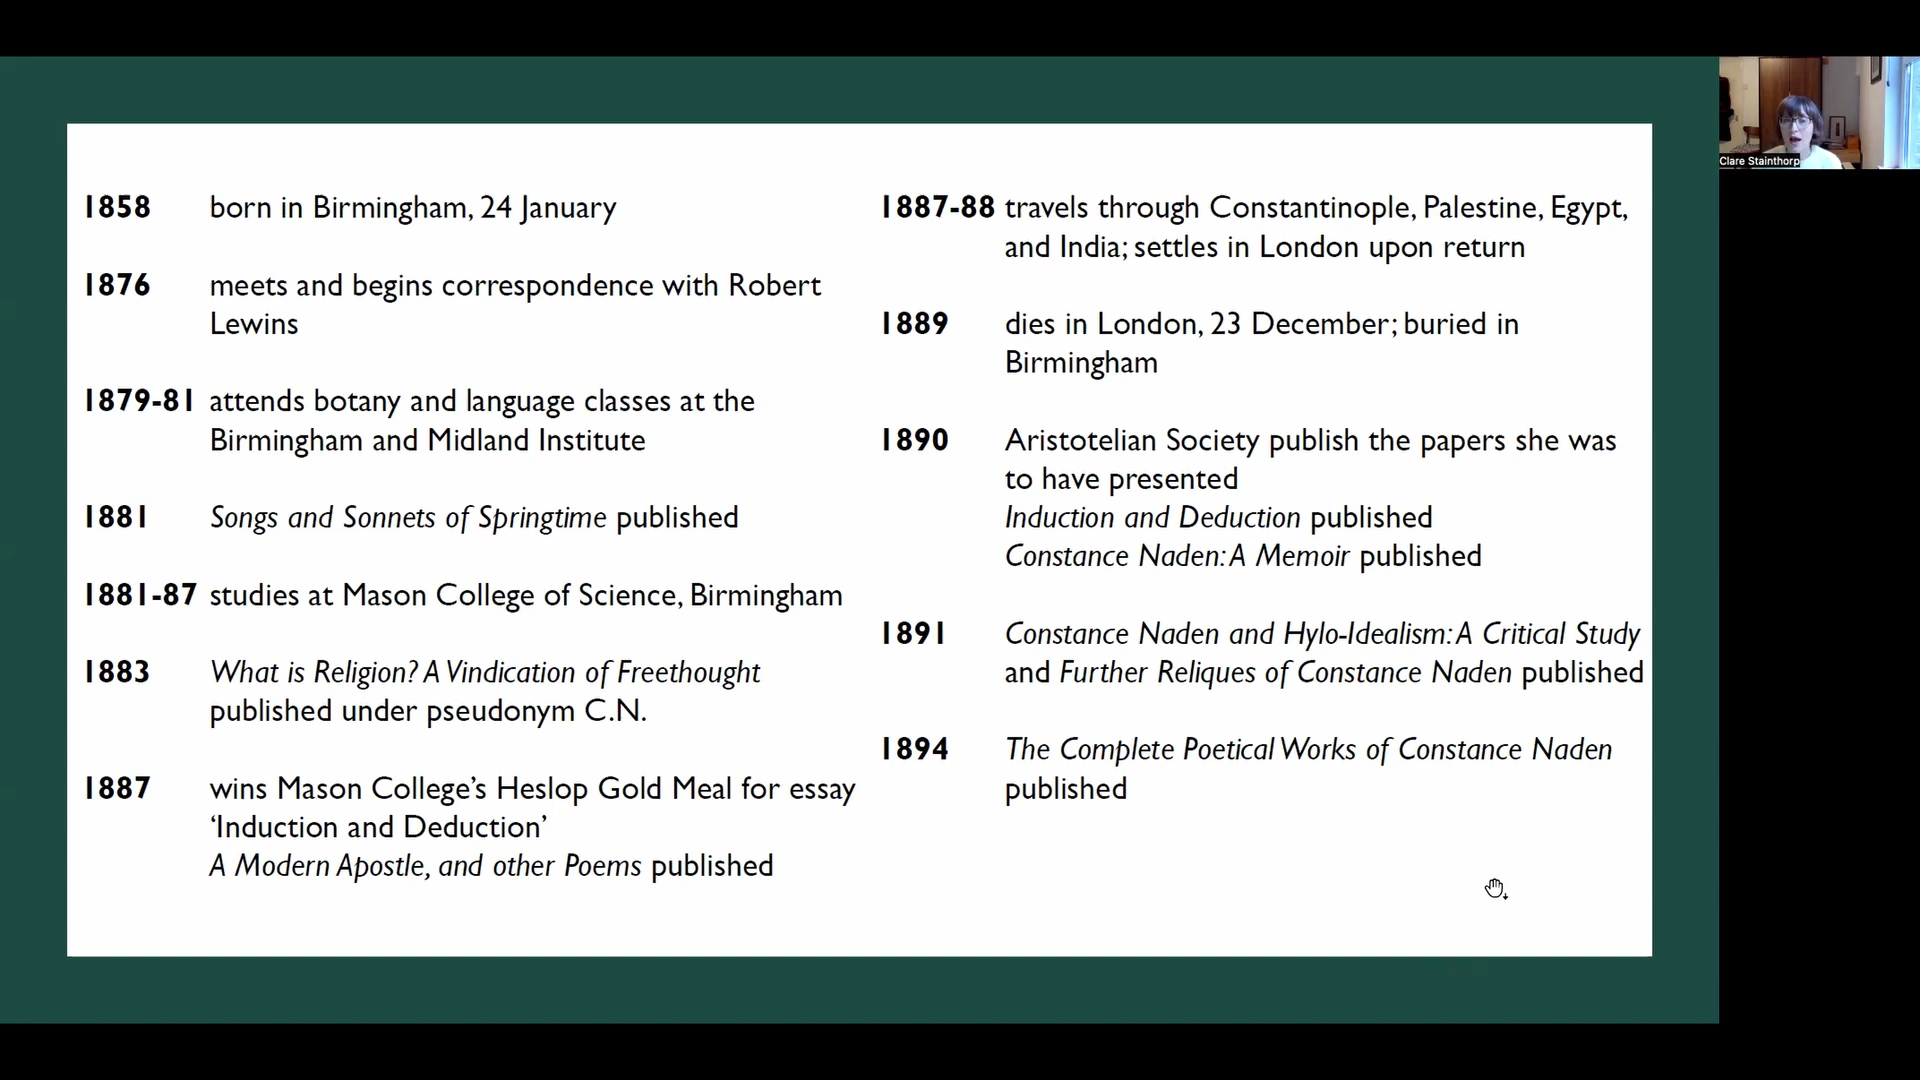 1858 born in Birmingham, 24 January
1876 meets and begins correspondence with Robert
Lewins
1879-81 attends botany and language classes at the
Birmingham and Midland Institute
1881 Songs and Sonnets of Springtime published
1881-87 studies at Mason College of Science, Birmingham
1883 What is Religion? A Vindication of Freethought
published under pseudonym C.N.
1887 wins Mason College’s Heslop Gold Meal for essay
‘Induction and Deduction’
A Modern Apostle, and other Poems published
1887-88 travels through Constantinople, Palestine, Egypt,
and India; settles in London upon return
1889 dies in London, 23 December; buried in
Birmingham
1890 Aristotelian Society publish the papers she was
to have presented
Induction and Deduction published
Constance Naden: A Memoir published
1891 Constance Naden and Hylo-Idealism: A Critical Study
and Further Reliques of Constance Naden published
1894 The Complete Poetical Works of Constance Naden
published
Clare Stainthorp